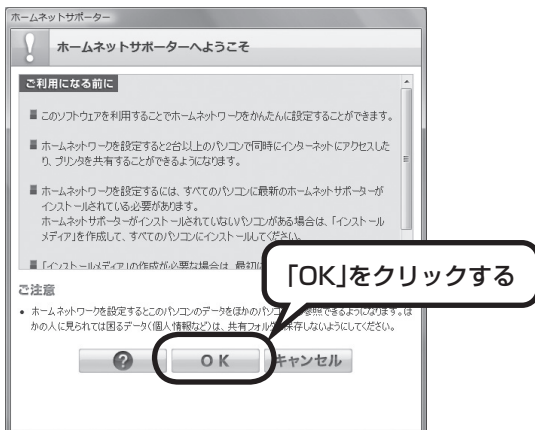 ホームネットサポーター
ホームネットサポーターへようこそ
ご利用になる前に
このソフトウェアを利用することでホームネットワークをかんたんに設定することができます。
ホームネットワークを設定すると2台以上のパソコンで同時にインターネットにアクセスした
り、プリンタを共有することができるようになります。
ホームネットワークを設定するには、すべてのパソコンに最新のホームネットサポーターが
インストールされている必要があります。
ホームネットサポーターがインストールされていないパソコンがある場合は、「インストール
メディア」を作成して、すべてのパソコンにインストールしてください。
「インストールメディア」の作成が必要な場合は、最初に
「OK」をクリックする
ご注意
• ホームネットワークを設定するとこのパソコンのデータをほかのパソコ 参照できるようになります。ほ
かの人に見られては困るデータ(個人情報など)は、共有フォル 保存しないようにしてください。
? OK キャンセル